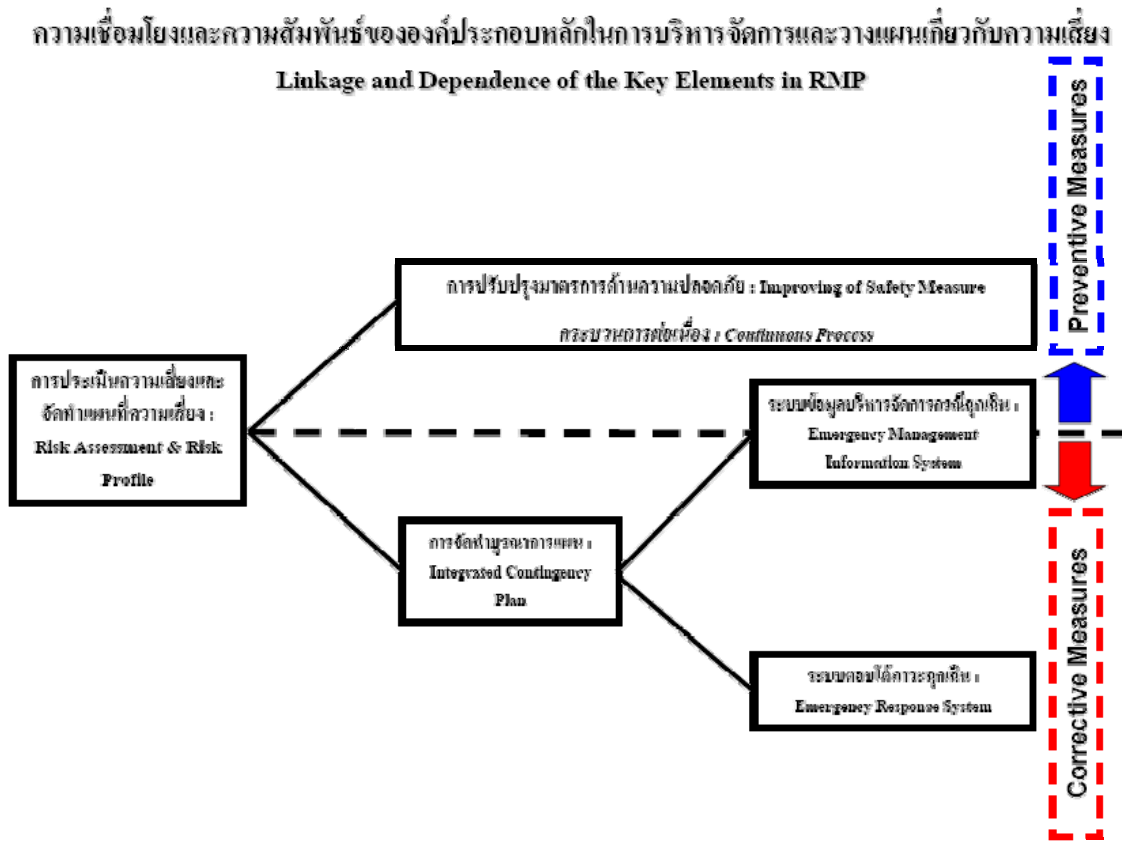 ความเชื่อมโยงและความสัมพันธ์ขององค์ประกอบหลักในการบริหารจัดการและวางแผนเกี่ยวกับความเสี่ยง
Linkage and Dependence of the Key Elements in RMP
Preventive Measures
การปรับปรุงมาตรการด้านความปลอดภัย : Improving of Safety Measure
กระบวนการต่อเนื่อง : Continuous Process
การประเมินความเสี่ยงและ
จัดทำแผนที่ความเสี่ยง :
Risk Assessment & Risk
Profile
ระบบข้อมูลบริหารจัดการกรณีฉุกเฉิน :
Emergency Management
Information System
การจัดทำบูรณาการแผน :
Integrated Contingency
Plan
ระบบตอบโต้ภาวะฉุกเฉิน :
Emergency Response System
Corrective Measures